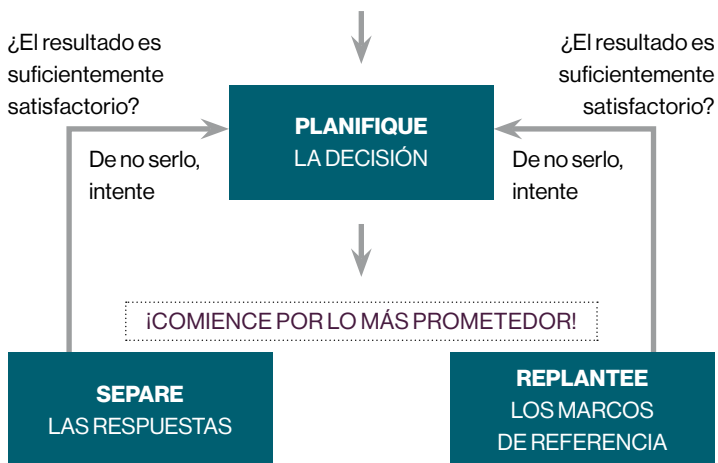 ¿El resultado es
suficientemente
satisfactorio?
¿El resultado es
suficientemente
satisfactorio?
PLANIFIQUE
LA DECISIÓN
De no serlo,
intente
De no serlo,
intente
¡COMIENCE POR LO MÁS PROMETEDOR!
SEPARE
LAS RESPUESTAS
REPLANTEE
LOS MARCOS
DE REFERENCIA